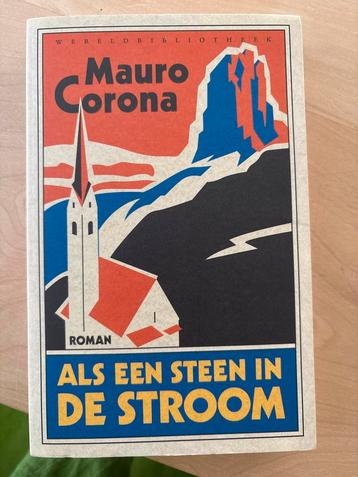 WERELDBIBLIOTHEEK
Mauro
Corona
ROMAN
ALS EEN STEEN IN
DE STROOM